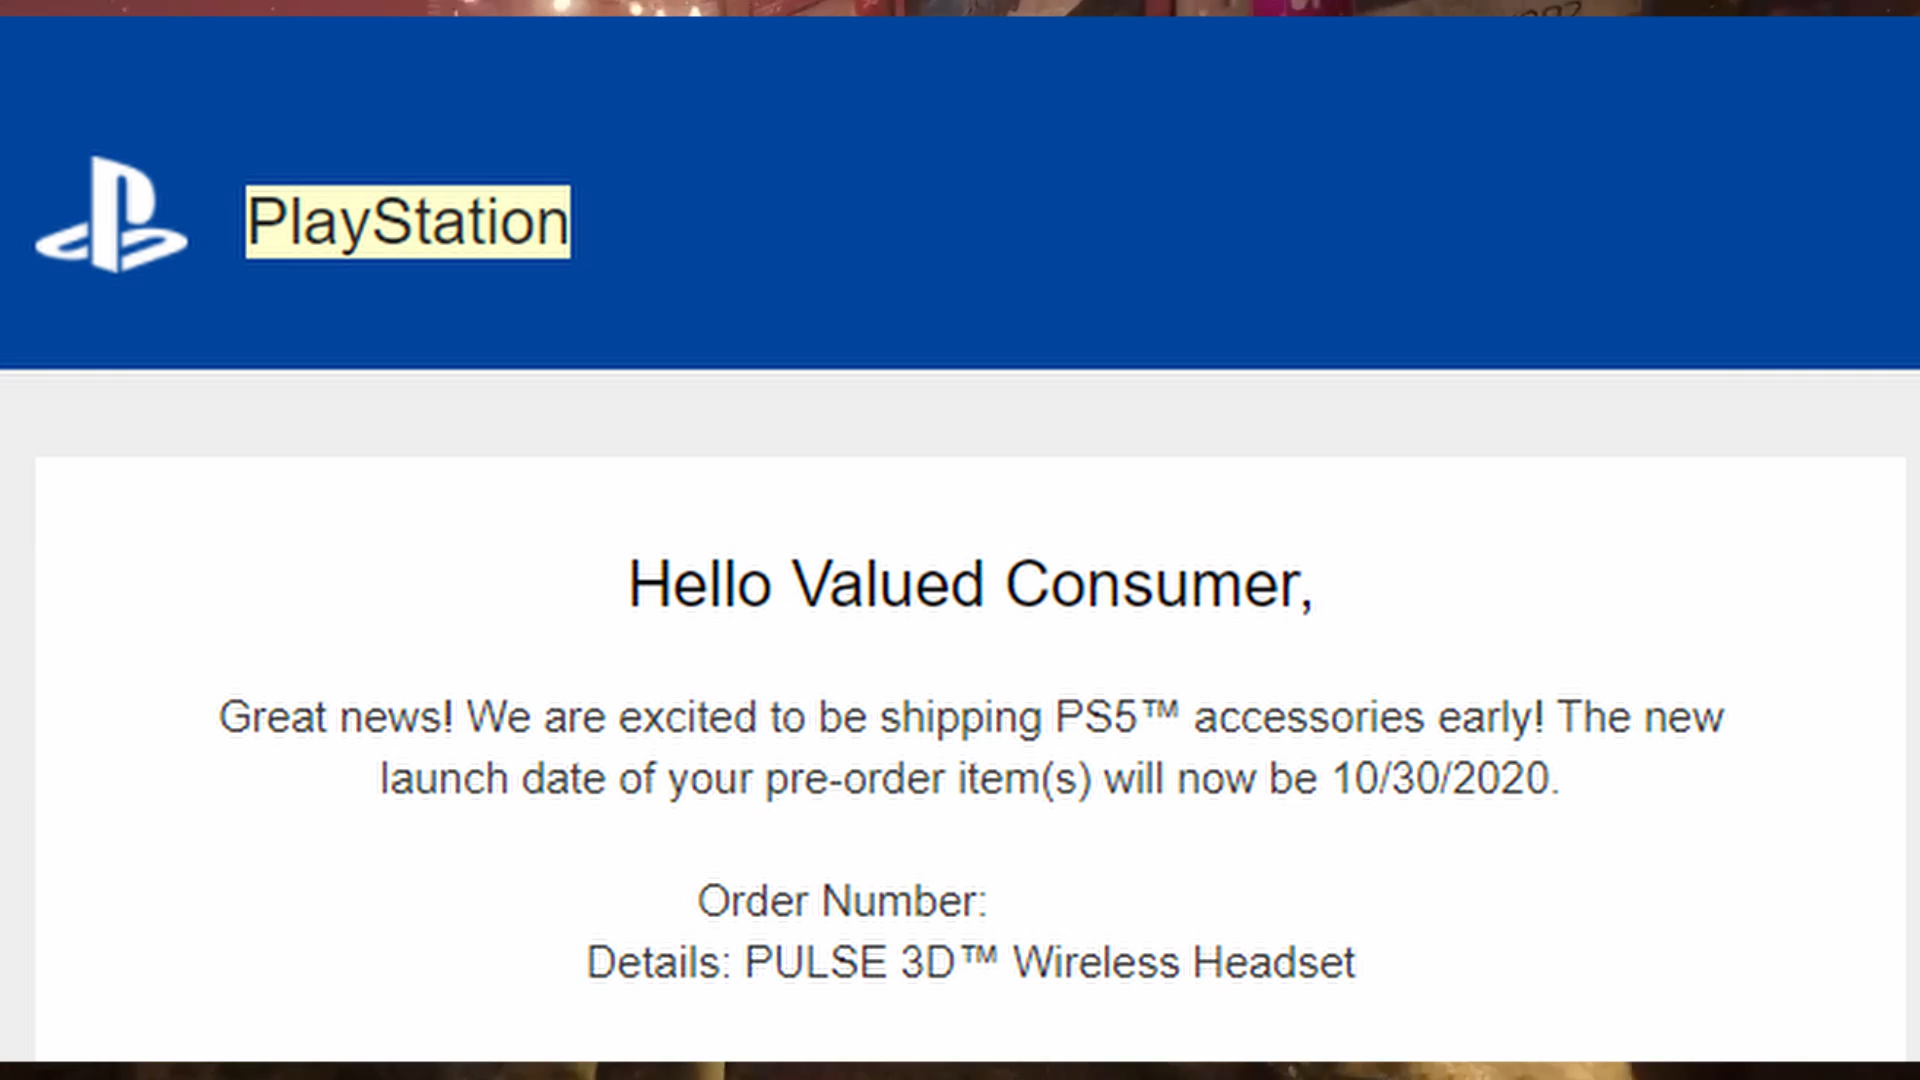 PlayStation
Hello Valued Consumer,
Great news! We are excited to be shipping PS5™ accessories early! The new
launch date of your pre-order item(s) will now be 10/30/2020.
Order Number:
Details: PULSE 3D™ Wireless Headset